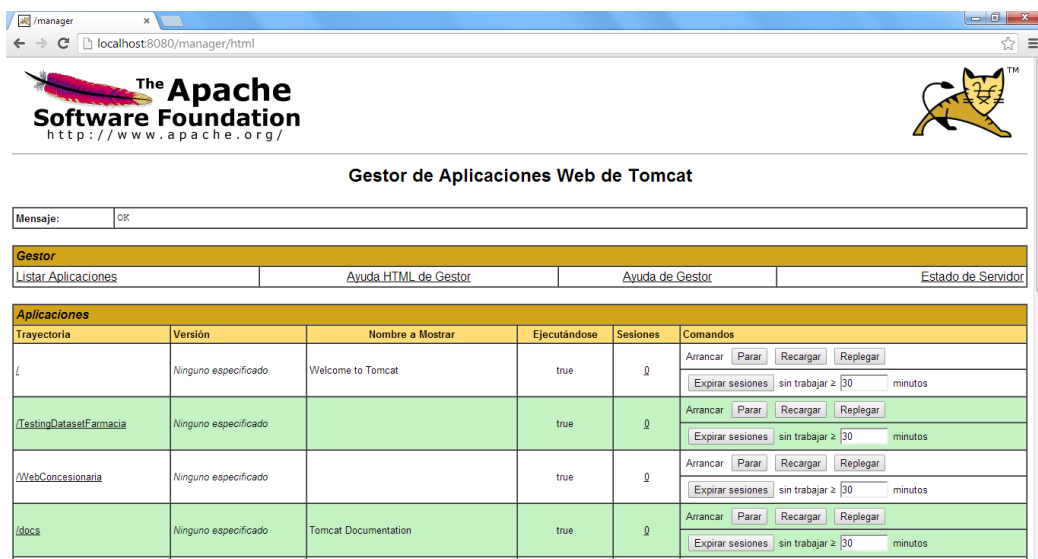 /manager
localhost:8080/manager/html
The Apache
Software Foundation
http://www.apache.org/
TM
Gestor de Aplicaciones Web de Tomcat
Mensaje: OK
Gestor
Listar Aplicaciones Ayuda HTML de Gestor Ayuda de Gestor Estado de Servidor
Aplicaciones
Trayectoria Versión Nombre a Mostrar Ejecutándose Sesiones Comandos
/ Ninguno especificado Welcome to Tomcat true 0 Arrancar Parar Recargar Replegar
Expirar sesiones sin trabajar ≥ 30 minutos
/TestingDatasetFarmacia Ninguno especificado true 0 Arrancar Parar Recargar Replegar
Expirar sesiones sin trabajar ≥ 30 minutos
/WebConcesionaria Ninguno especificado true 0 Arrancar Parar Recargar Replegar
Expirar sesiones sin trabajar ≥ 30 minutos
/docs Ninguno especificado Tomcat Documentation true 0 Arrancar Parar Recargar Replegar
Expirar sesiones sin trabajar ≥ 30 minutos